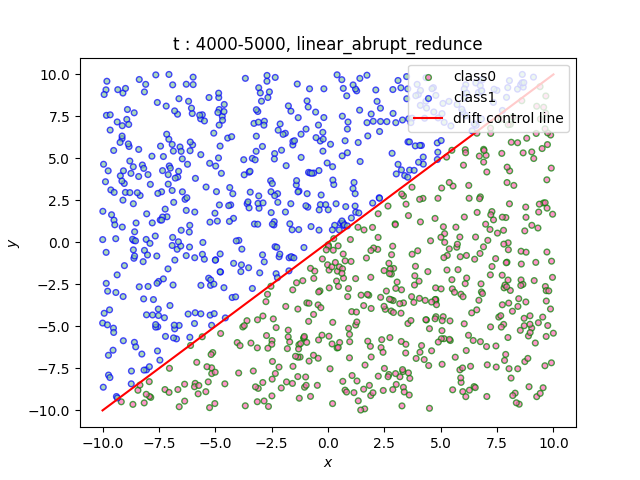 t : 4000-5000, linear_abrupt_redunce
class0
class1
drift control line
10.0
7.5
5.0
2.5
0.0
−2.5
−5.0
−7.5
−10.0
y
−10.0 −7.5 −5.0 −2.5 0.0 2.5 5.0 7.5 10.0
x